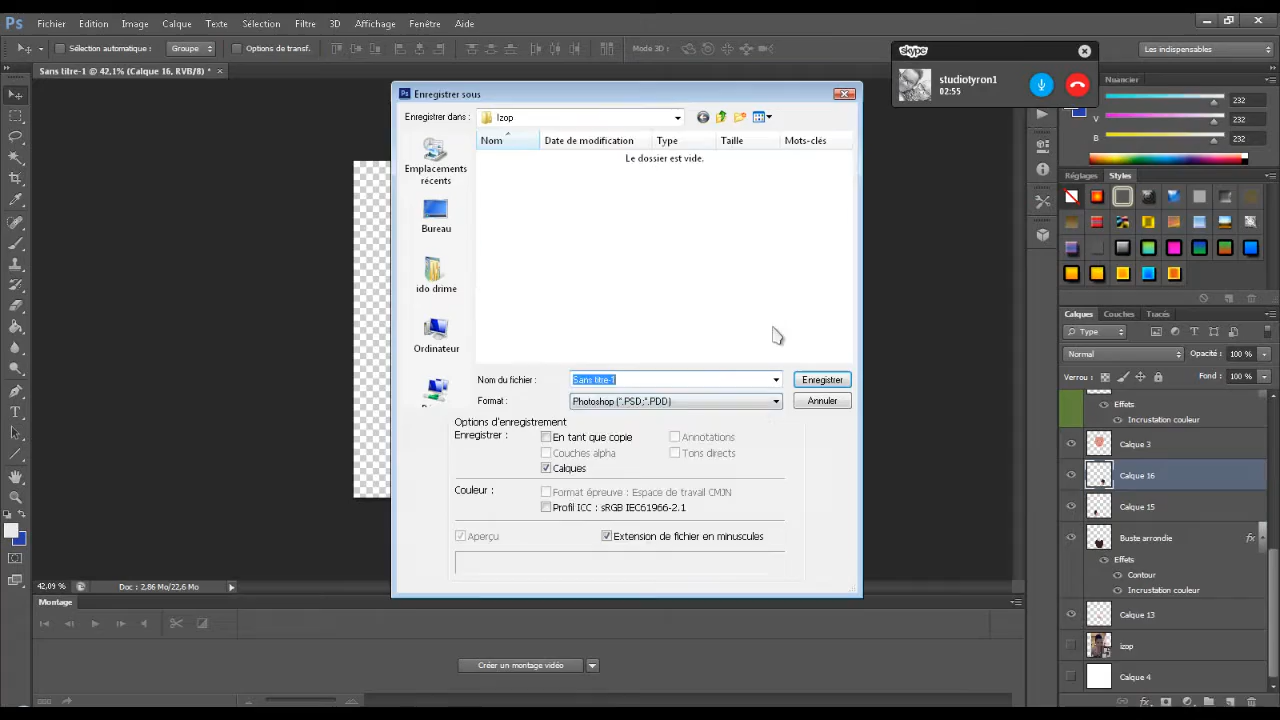 Ps Fichier Edition Image Calque Texte Sélection Filtre 3D Affichage Fenêtre Aide
Sélection automatique : Groupe Options de transf. Mode 3D : Les indispensables
skype
studiotyron1
02:55
Sans titre-1 @ 42,1% (Calque 16, RVB/8) * ×
Nuancier
232
V 232
B 232
Réglages Styles
Enregistrer sous
Enregistrer dans : Izop
Nom Date de modification Type Taille Mots-clés
Le dossier est vide.
Emplacements
récents
Bureau
ido drime
Ordinateur
Nom du fichier : Sans titre-1 Enregistrer
Format : Photoshop (*.PSD;*.PDD) Annuler
Options d'enregistrement
Enregistrer : En tant que copie Annotations
Couches alpha Tons directs
Calques
Couleur : Format épreuve : Espace de travail CMJN
Profil ICC : sRGB IEC61966-2.1
Aperçu Extension de fichier en minuscules
Calques Couches Tracés
Type
Normal Opacité : 100 %
Verrou : Fond : 100 %
Effets
Incrustation couleur
Calque 3
Calque 16
Calque 15
Buste arrondie fx
Effets
Contour
Incrustation couleur
Calque 13
izop
Calque 4
42,09 % Doc : 2,86 Mo/22,6 Mo
Montage
Créer un montage vidéo